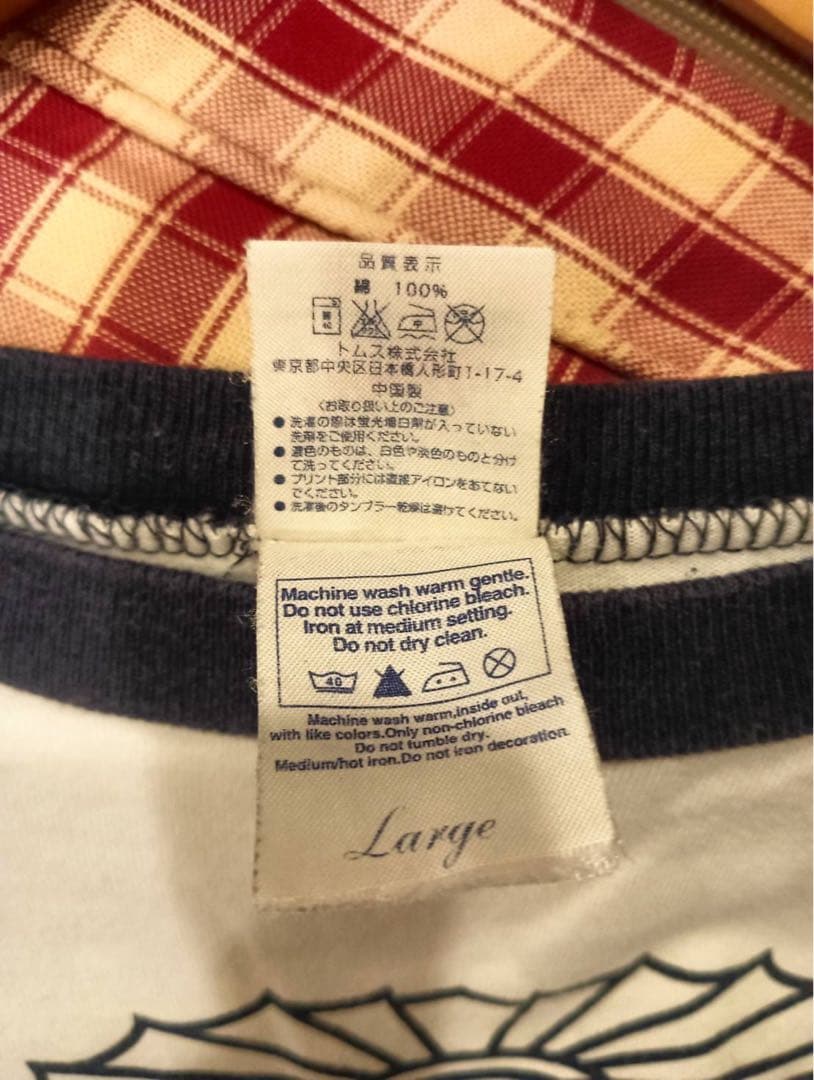 品質表示
綿 100%
トムス株式会社
東京都中央区日本橋人形町1-17-4
中国製
〈お取り扱い上のご注意〉
● 洗濯の際は蛍光増白剤が入っていない
洗剤をご使用ください。
● 濃色のものは、白色や淡色のものと分け
て洗ってください。
● プリント部分には直接アイロンをあてない
でください。
● 洗濯後のタンブラー乾燥は避けてください。
Machine wash warm gentle.
Do not use chlorine bleach.
Iron at medium setting.
Do not dry clean.
40
Machine wash warm,inside out,
with like colors.Only non-chlorine bleach
Do not tumble dry.
Medium/hot iron.Do not iron decoration.
Large